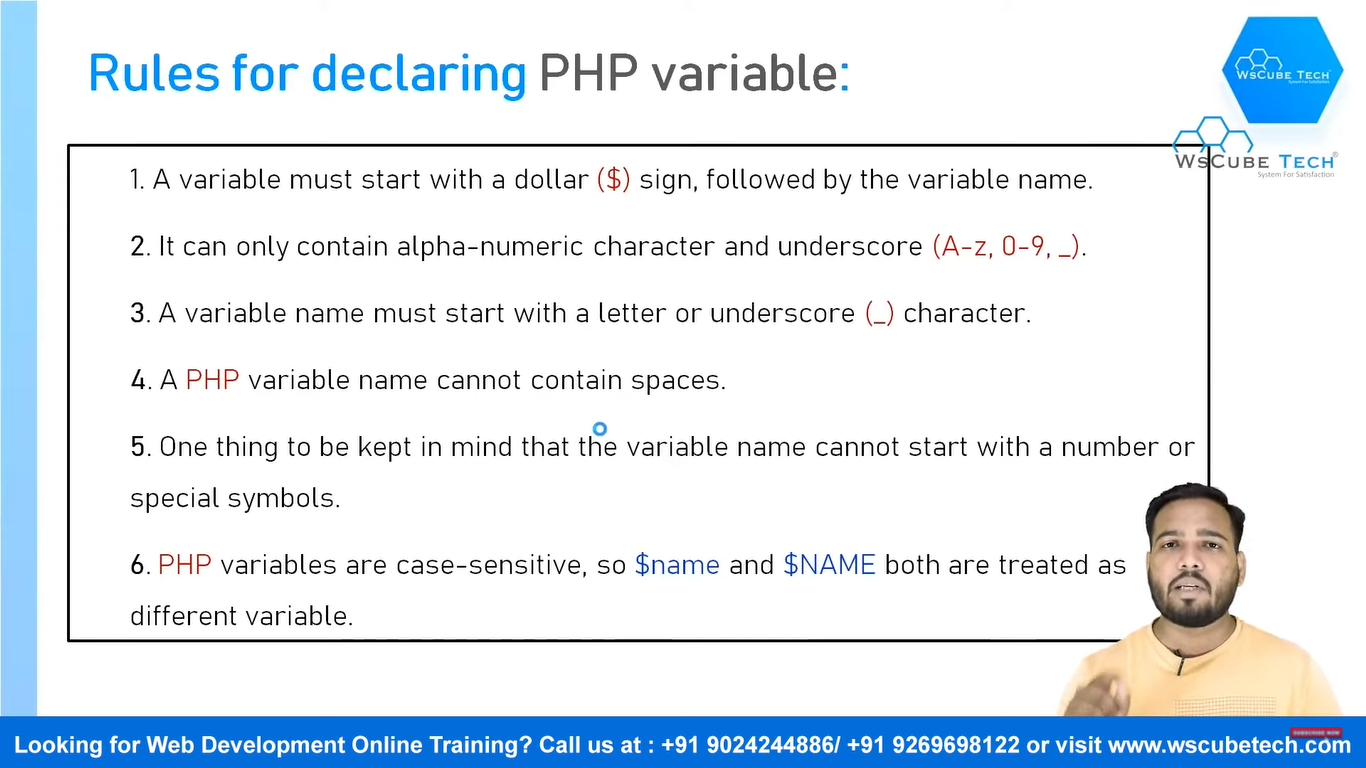 Rules for declaring PHP variable:
WSCUBE TECH
System For Satisfaction
WSCUBE TECH®
System For Satisfaction
1. A variable must start with a dollar ($) sign, followed by the variable name.
2. It can only contain alpha-numeric character and underscore (A-z, 0-9, _).
3. A variable name must start with a letter or underscore (_) character.
4. A PHP variable name cannot contain spaces.
5. One thing to be kept in mind that the variable name cannot start with a number or
special symbols.
6. PHP variables are case-sensitive, so $name and $NAME both are treated as
different variable.
SUBSCRIBE NOW
Looking for Web Development Online Training? Call us at : +91 9024244886/ +91 9269698122 or visit www.wscubetech.com